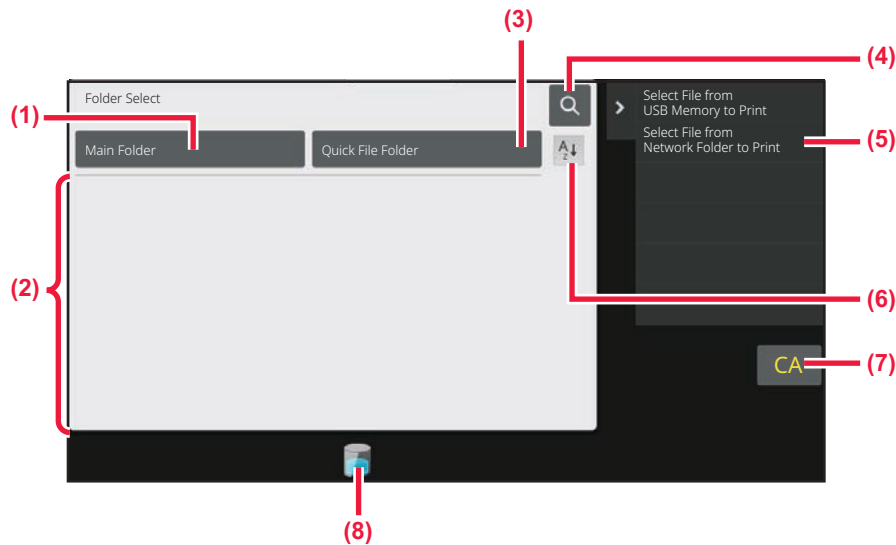 (3)
(4)
Folder Select
Select File from
USB Memory to Print
(1)
Select File from
Network Folder to Print
(5)
Main Folder
Quick File Folder
A
z
(2)
(6)
CA
(7)
(8)